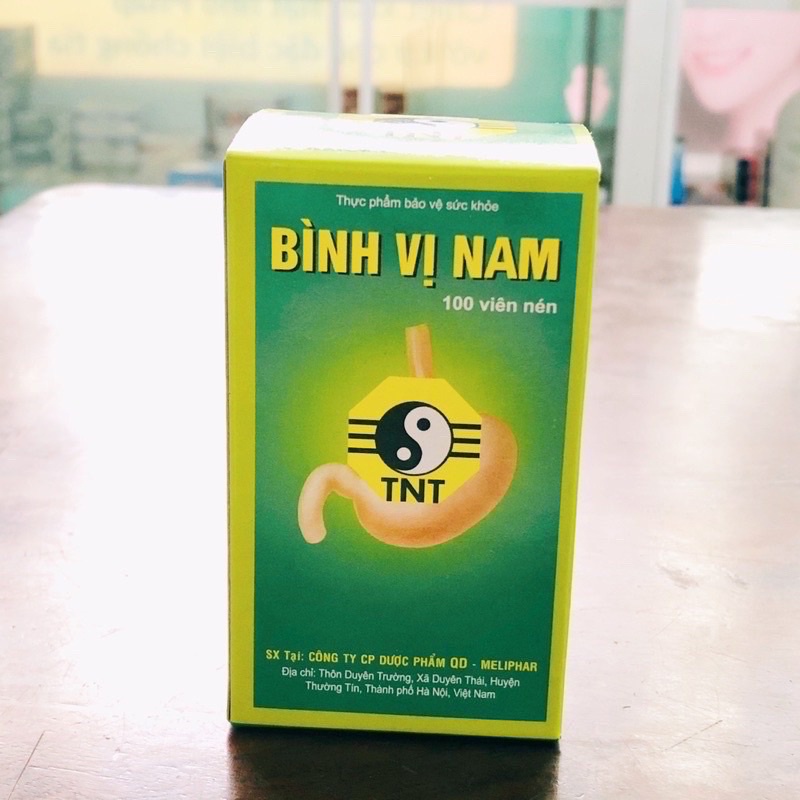 Thực phẩm bảo vệ sức khỏe
BÌNH VỊ NAM
100 viên nén
TNT
SX Tại: CÔNG TY CP DƯỢC PHẨM QD - MELIPHAR
Địa chỉ: Thôn Duyên Trường, Xã Duyên Thái, Huyện
Thường Tín, Thành phố Hà Nội, Việt Nam